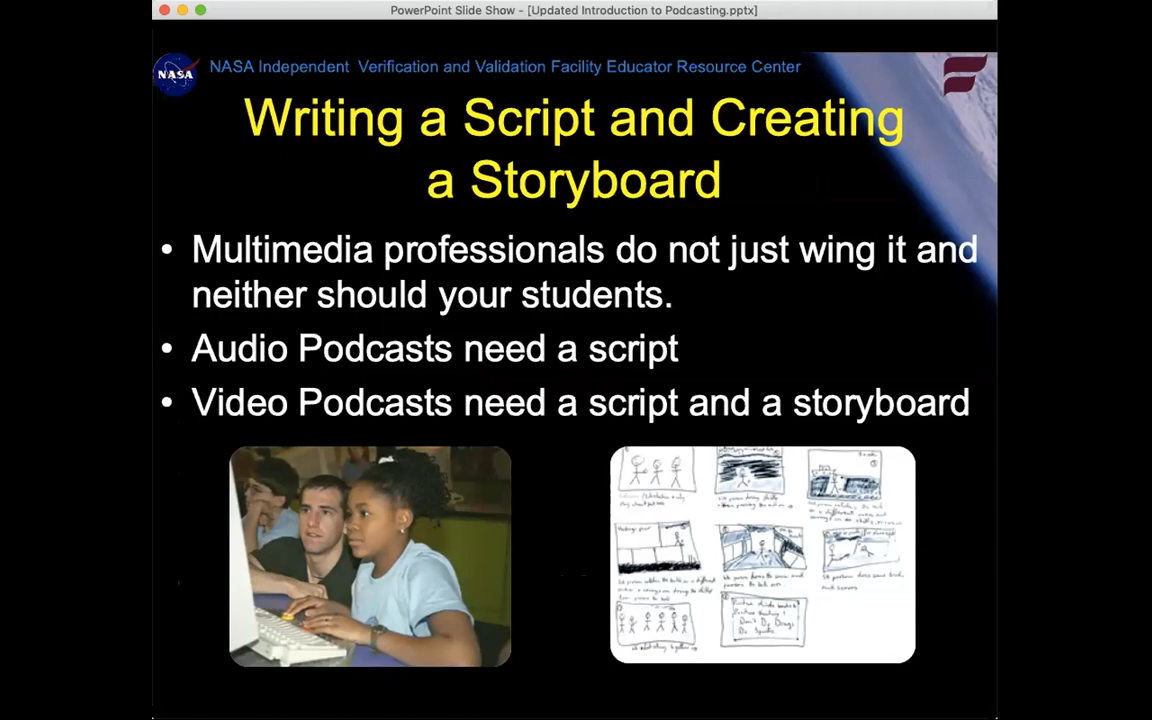 PowerPoint Slide Show - [Updated Introduction to Podcasting.pptx]
NASA
NASA Independent Verification and Validation Facility Educator Resource Center
Writing a Script and Creating
a Storyboard
• Multimedia professionals do not just wing it and
neither should your students.
• Audio Podcasts need a script
• Video Podcasts need a script and a storyboard